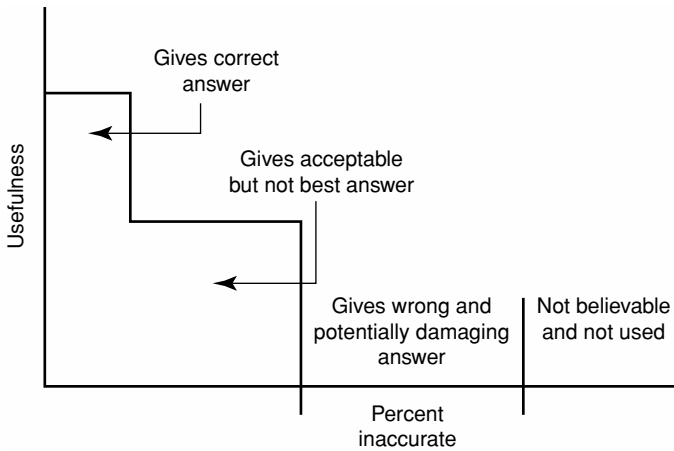 Gives correct
answer
Gives acceptable
but not best answer
Usefulness
Gives wrong and
potentially damaging
answer
Not believable
and not used
Percent
inaccurate